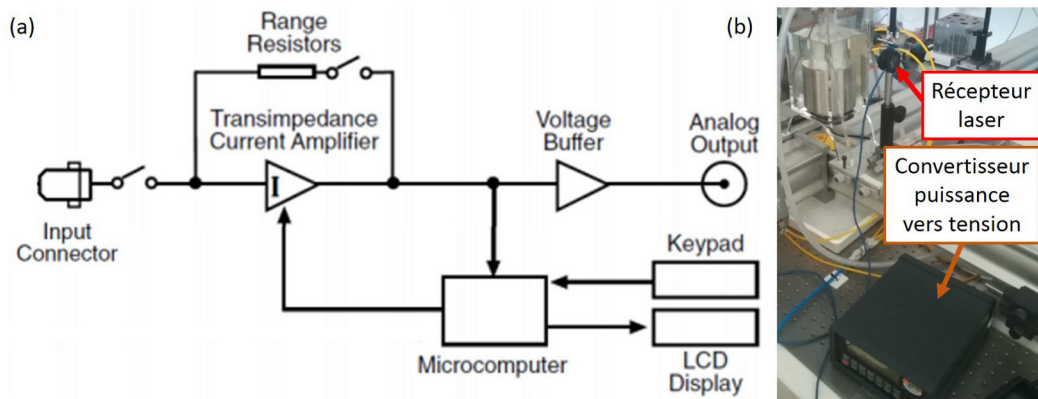 (a)
Range
Resistors
Transimpedance
Current Amplifier
I
Voltage
Buffer
Analog
Output
Input
Connector
Keypad
Microcomputer
LCD
Display
(b)
Récepteur
laser
Convertisseur
puissance
vers tension